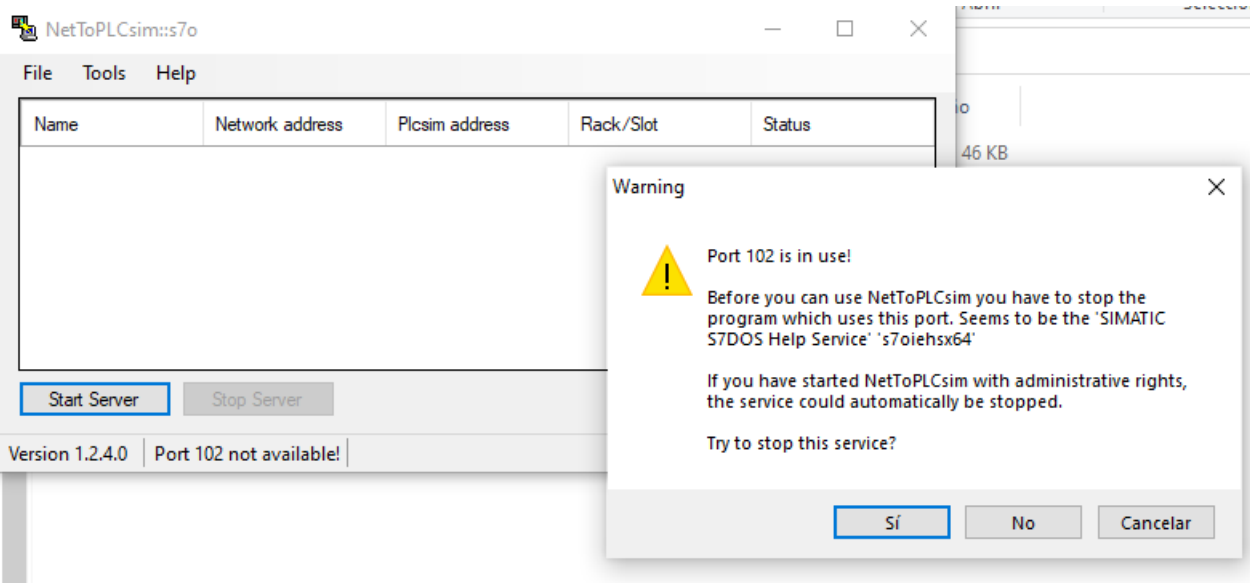 NetToPLCsim::s7o
File Tools Help
Name Network address Plcsim address Rack/Slot Status
46 KB
Warning
Port 102 is in use!
Before you can use NetToPLCsim you have to stop the
program which uses this port. Seems to be the 'SIMATIC
S7DOS Help Service' 's7oiehsx64'
If you have started NetToPLCsim with administrative rights,
the service could automatically be stopped.
Try to stop this service?
Start Server Stop Server
Version 1.2.4.0 Port 102 not available!
Sí No Cancelar